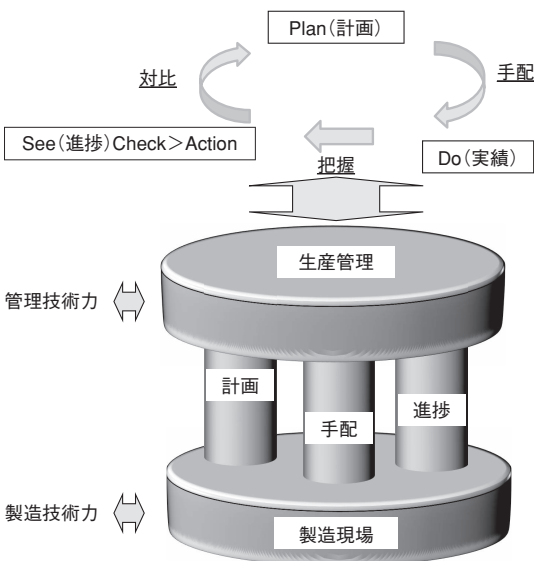 Plan（計画）
対比
手配
See（進捗）Check＞Action
把握
Do（実績）
生産管理
管理技術力
計画
手配
進捗
製造技術力
製造現場